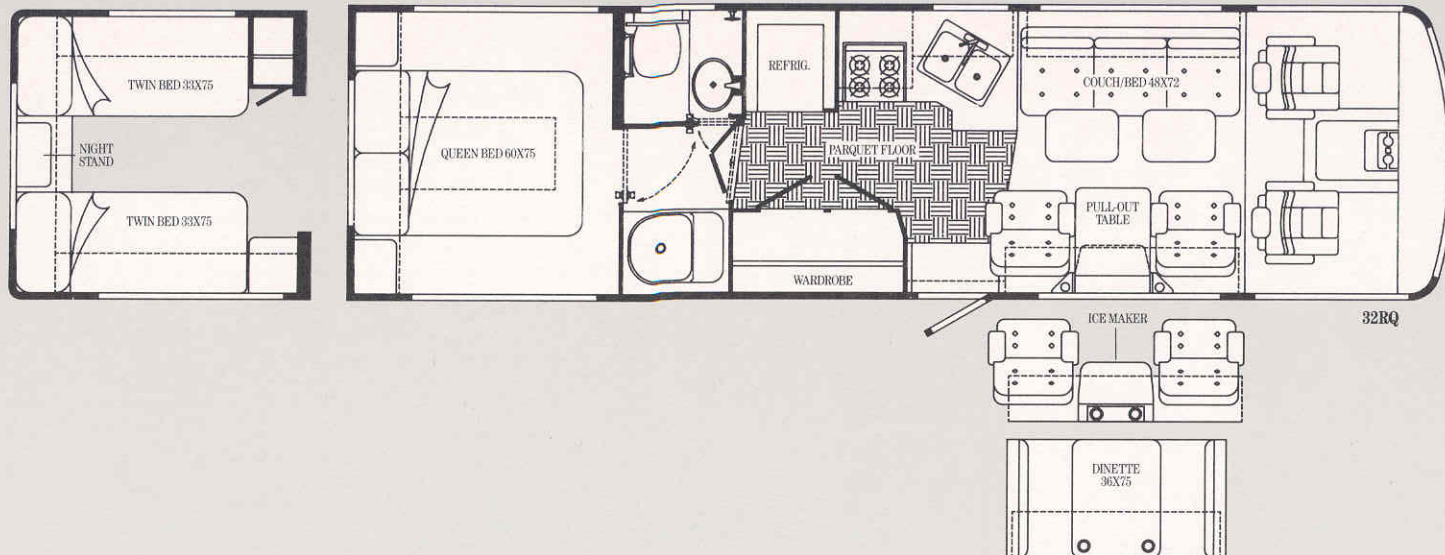 TWIN BED 33X75
NIGHT
STAND
TWIN BED 33X75
QUEEN BED 60X75
REFRIG.
PARQUET FLOOR
WARDROBE
COUCH/BED 48X72
PULL-OUT
TABLE
32RQ
ICE MAKER
DINETTE
36X75